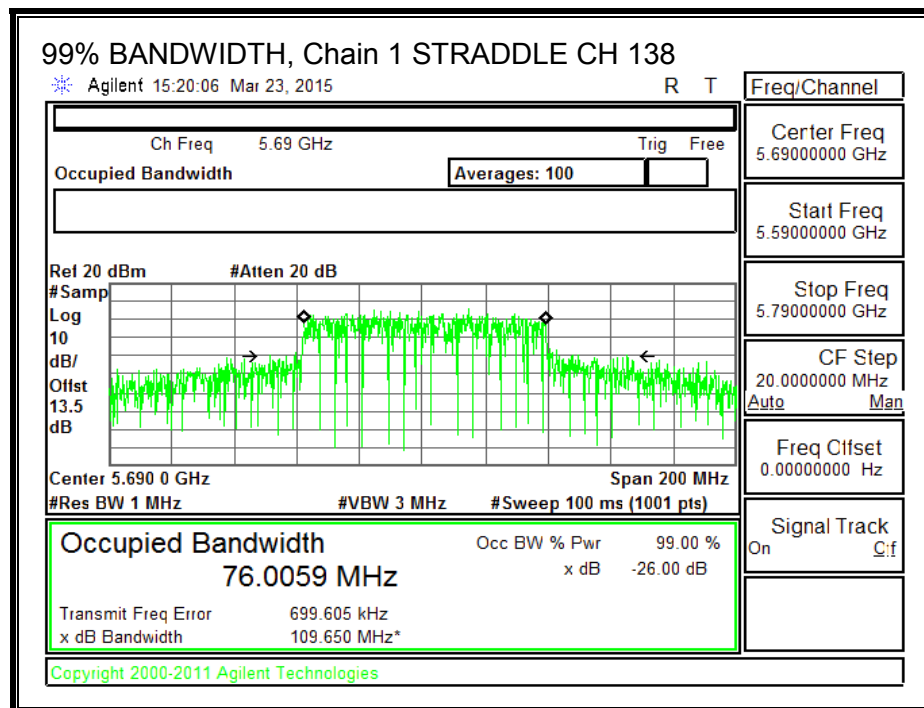 99% BANDWIDTH, Chain 1 STRADDLE CH 138
Agilent 15:20:06 Mar 23, 2015 R T
Freq/Channel
Ch Freq 5.69 GHz Trig Free
Occupied Bandwidth Averages: 100
Center Freq
5.69000000 GHz
Start Freq
5.59000000 GHz
Stop Freq
5.79000000 GHz
CF Step
20.0000000 MHz
Auto Man
Freq Offset
0.00000000 Hz
Signal Track
On Off
Ref 20 dBm #Atten 20 dB
#Samp
Log
10
dB/
Offst
13.5
dB
Center 5.690 0 GHz Span 200 MHz
#Res BW 1 MHz #VBW 3 MHz #Sweep 100 ms (1001 pts)
Occupied Bandwidth
76.0059 MHz
Occ BW % Pwr 99.00 %
x dB -26.00 dB
Transmit Freq Error 699.605 kHz
x dB Bandwidth 109.650 MHz*
Copyright 2000-2011 Agilent Technologies